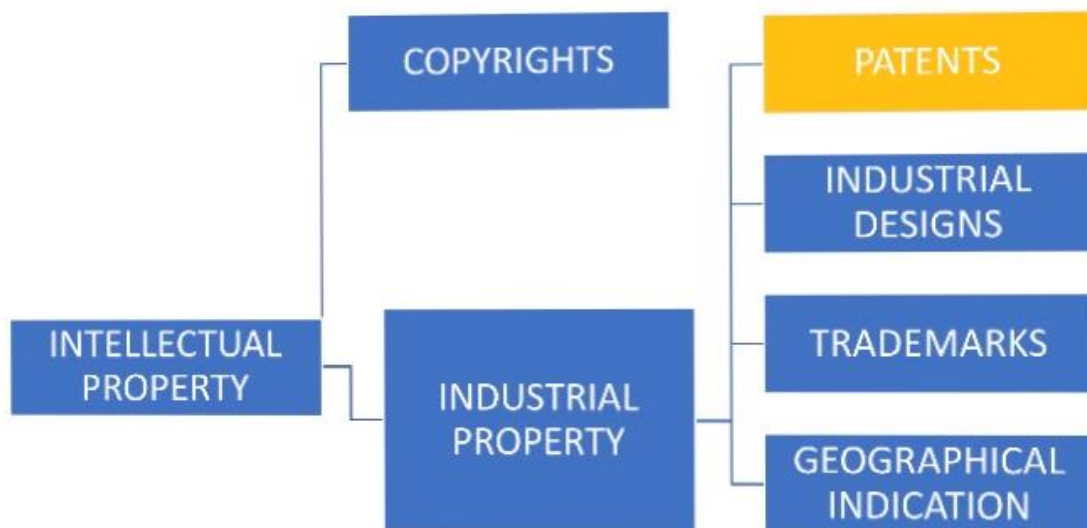 COPYRIGHTS
PATENTS
INDUSTRIAL
DESIGNS
INTELLECTUAL
PROPERTY
INDUSTRIAL
PROPERTY
TRADEMARKS
GEOGRAPHICAL
INDICATION